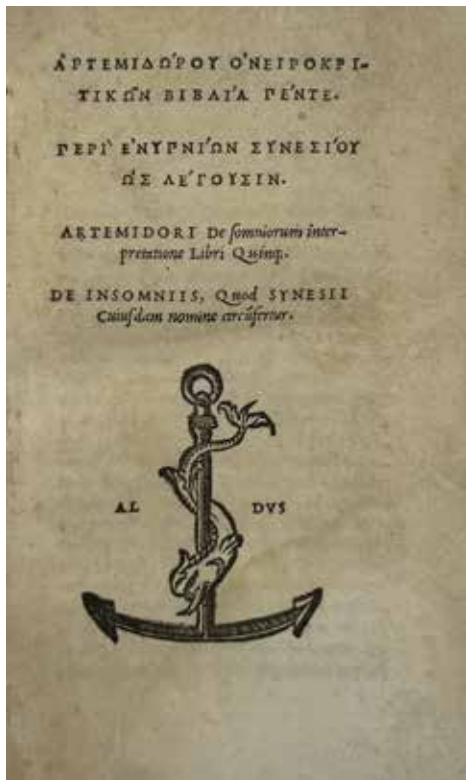 ἈΡΤΕΜΙΔΏΡΟΥ ὈΝΕΙΡΟΚΡΙ-
ΤΙΚΩ͂Ν ΒΙΒΛΊΑ ΠΈΝΤΕ.
ΠΕΡῚ ἘΝΥΠΝΊΩΝ ΣΥΝΕΣΊΟΥ
ὩΣ ΛΈΓΟΥΣΙΝ.
ARTEMIDORI De somniorum inter-
pretatione Libri Quinq.
DE INSOMNIIS, Quod SYNESII
Cuiusdam nomine circũfertur.
AL DVS